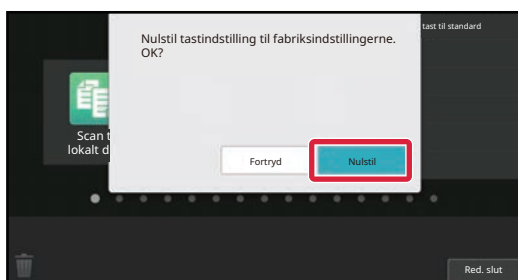 tast til standard
Nulstil tastindstilling til fabriksindstillingerne.
OK?
Scan t
lokalt d
Fortryd
Nulstil
Red. slut